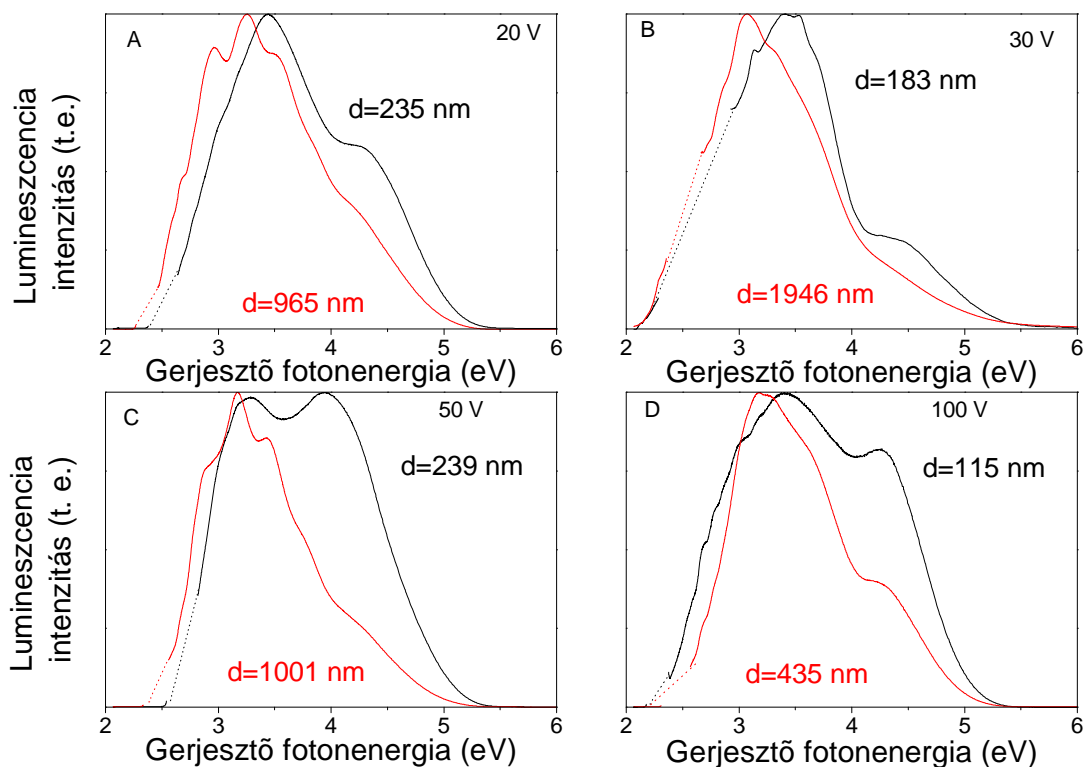 A
20 V
d=235 nm
d=965 nm
Lumineszcencia
intenzitás (t.e.)
2 3 4 5 6
Gerjesztõ fotonenergia (eV)
B
30 V
d=183 nm
d=1946 nm
2 3 4 5 6
Gerjesztõ fotonenergia (eV)
C
50 V
d=239 nm
d=1001 nm
Lumineszcencia
intenzitás (t. e.)
2 3 4 5 6
Gerjesztõ fotonenergia (eV)
D
100 V
d=115 nm
d=435 nm
2 3 4 5 6
Gerjesztõ fotonenergia (eV)